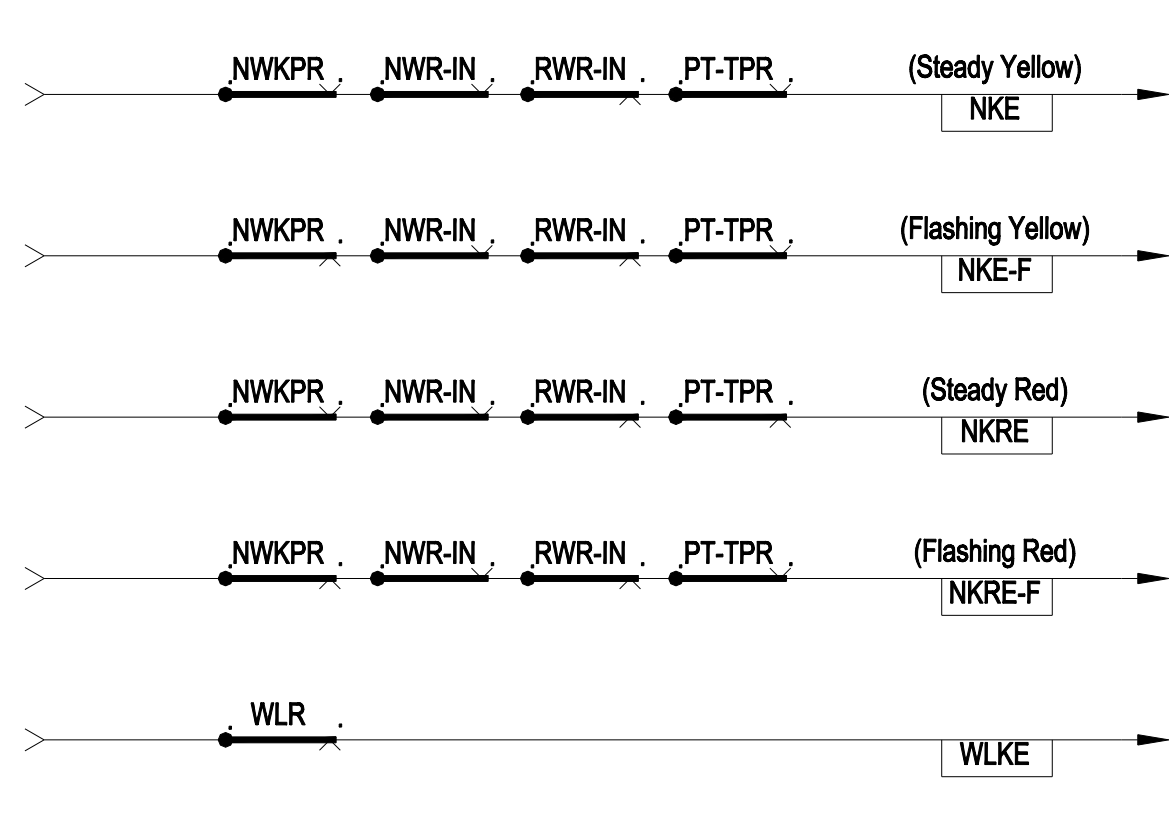 NWKPR NWR-IN RWR-IN PT-TPR (Steady Yellow)
NKE
NWKPR NWR-IN RWR-IN PT-TPR (Flashing Yellow)
NKE-F
NWKPR NWR-IN RWR-IN PT-TPR (Steady Red)
NKRE
NWKPR NWR-IN RWR-IN PT-TPR (Flashing Red)
NKRE-F
WLR
WLKE